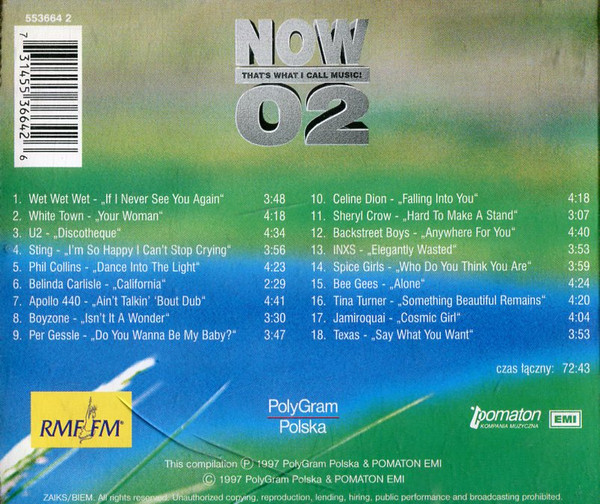 553664 2
7 31455 36642 6
NOW
THAT'S WHAT I CALL MUSIC!
02
1. Wet Wet Wet - „If I Never See You Again“ 3:48
2. White Town - „Your Woman“ 4:18
3. U2 - „Discotheque“ 4:34
4. Sting - „I'm So Happy I Can't Stop Crying“ 3:56
5. Phil Collins - „Dance Into The Light“ 4:23
6. Belinda Carlisle - „California“ 2:29
7. Apollo 440 - „Ain't Talkin' 'Bout Dub“ 4:41
8. Boyzone - „Isn't It A Wonder“ 3:30
9. Per Gessle - „Do You Wanna Be My Baby?“ 3:47
10. Celine Dion - „Falling Into You“ 4:18
11. Sheryl Crow - „Hard To Make A Stand“ 3:07
12. Backstreet Boys - „Anywhere For You“ 4:40
13. INXS - „Elegantly Wasted“ 3:53
14. Spice Girls - „Who Do You Think You Are“ 3:59
15. Bee Gees - „Alone“ 4:24
16. Tina Turner - „Something Beautiful Remains“ 4:20
17. Jamiroquai - „Cosmic Girl“ 4:04
18. Texas - „Say What You Want“ 3:53
czas łączny: 72:43
RMF FM
PolyGram
Polska
pomaton
KOMPANIA MUZYCZNA
EMI
This compilation Ⓟ 1997 PolyGram Polska & POMATON EMI
© 1997 PolyGram Polska & POMATON EMI
ZAIKS/BIEM. All rights reserved. Unauthorized copying, reproduction, lending, hiring, public performance and broadcasting prohibited.